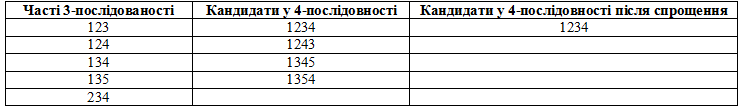 Часті 3-послідованості Кандидати у 4-послідовності Кандидати у 4-послідовності після спрощення
123 1234 1234
124 1243
134 1345
135 1354
234